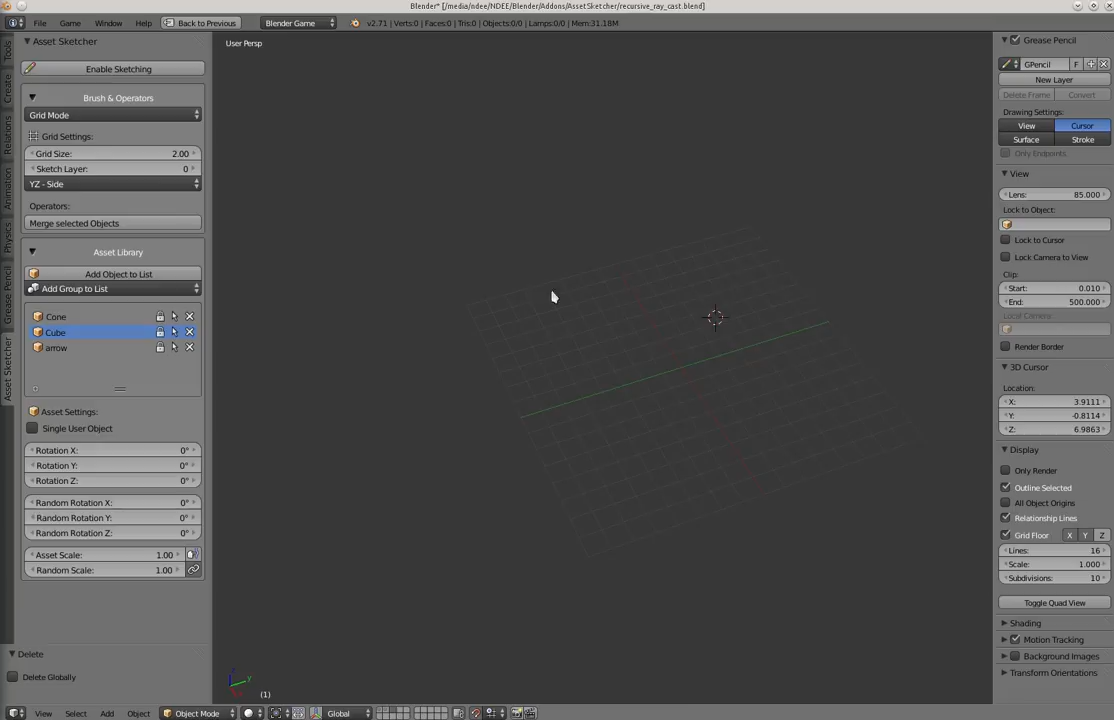 Blender* [/media/ndee/NDEE/Blender/Addons/AssetSketcher/recursive_ray_cast.blend]
File Game Window Help Back to Previous Blender Game v2.71 | Verts:0 | Faces:0 | Tris:0 | Objects:0/0 | Lamps:0/0 | Mem:31.18M
Tools
Create
Relations
Animation
Physics
Grease Pencil
Asset Sketcher
Asset Sketcher
Enable Sketching
Brush & Operators
Grid Mode
Grid Settings:
Grid Size: 2.00
Sketch Layer: 0
YZ - Side
Operators:
Merge selected Objects
Asset Library
Add Object to List
Add Group to List
Cone
Cube
arrow
Asset Settings:
Single User Object
Rotation X: 0°
Rotation Y: 0°
Rotation Z: 0°
Random Rotation X: 0°
Random Rotation Y: 0°
Random Rotation Z: 0°
Asset Scale: 1.00
Random Scale: 1.00
Delete
Delete Globally
User Persp
(1)
View Select Add Object Object Mode Global
Grease Pencil
GPencil F
New Layer
Delete Frame Convert
Drawing Settings:
View Cursor
Surface Stroke
Only Endpoints
View
Lens: 85.000
Lock to Object:
Lock to Cursor
Lock Camera to View
Clip:
Start: 0.010
End: 500.000
Local Camera:
Render Border
3D Cursor
Location:
X: 3.9111
Y: -0.8114
Z: 6.9863
Display
Only Render
Outline Selected
All Object Origins
Relationship Lines
Grid Floor X Y Z
Lines: 16
Scale: 1.000
Subdivisions: 10
Toggle Quad View
Shading
Motion Tracking
Background Images
Transform Orientations